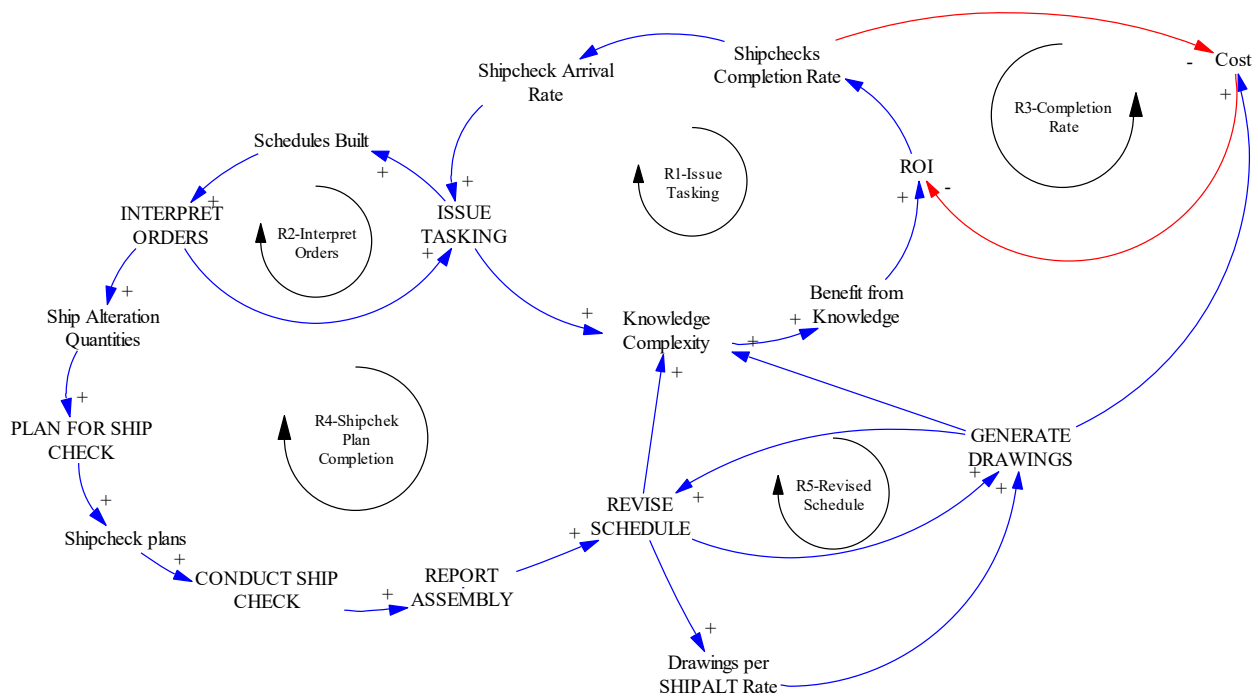 Shipchecks
Completion Rate
Cost
-
+
Shipcheck Arrival
Rate
R3-Completion
Rate
Schedules Built
+
+
R1-Issue
Tasking
ROI
+
-
+
INTERPRET
ORDERS
R2-Interpret
Orders
ISSUE
TASKING
+
+
Ship Alteration
Quantities
+
Knowledge
Complexity
+
+
Benefit from
Knowledge
+
+
PLAN FOR SHIP
CHECK
R4-Shipchek
Plan
Completion
GENERATE
DRAWINGS
+
+
R5-Revised
Schedule
+
+
REVISE
SCHEDULE
+
Shipcheck plans
+
+
CONDUCT SHIP
CHECK
REPORT
ASSEMBLY
+
+
Drawings per
SHIPALT Rate